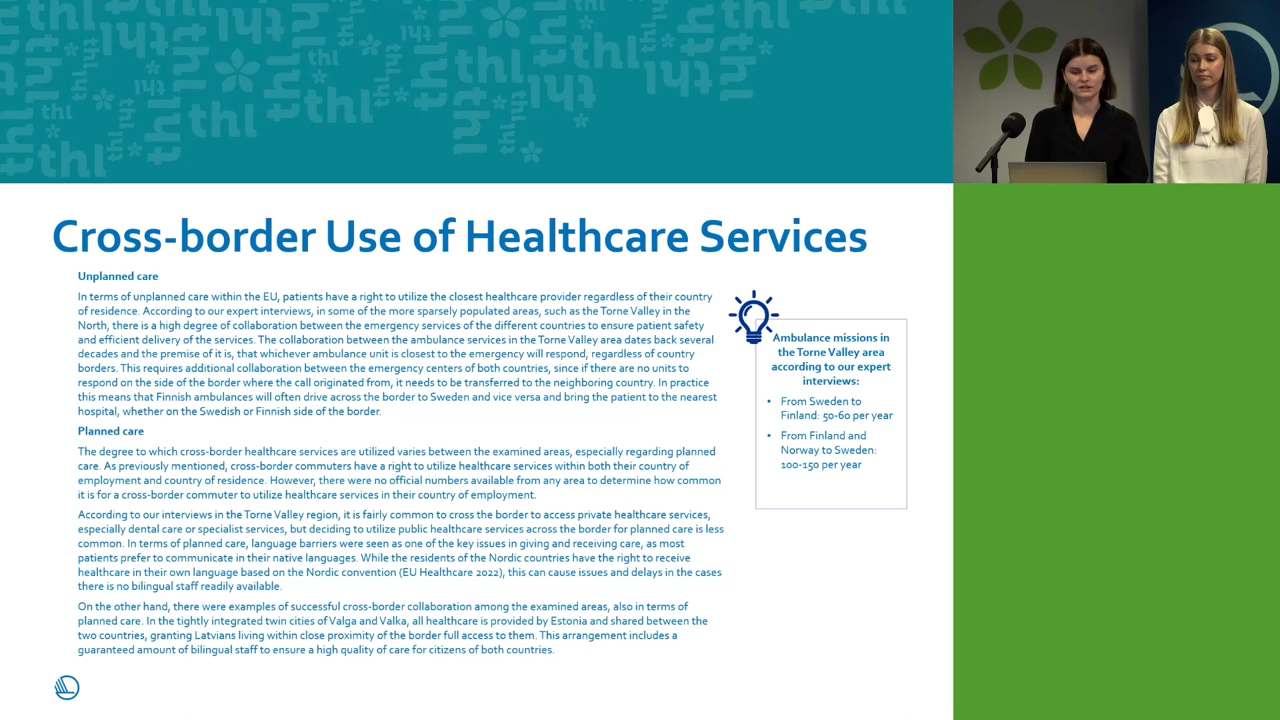 thl
Cross-border Use of Healthcare Services
Unplanned care
In terms of unplanned care within the EU, patients have a right to utilize the closest healthcare provider regardless of their country
of residence. According to our expert interviews, in some of the more sparsely populated areas, such as the Torne Valley in the
North, there is a high degree of collaboration between the emergency services of the different countries to ensure patient safety
and efficient delivery of the services. The collaboration between the ambulance services in the Torne Valley area dates back several
decades and the premise of it is, that whichever ambulance unit is closest to the emergency will respond, regardless of country
borders. This requires additional collaboration between the emergency centers of both countries, since if there are no units to
respond on the side of the border where the call originated from, it needs to be transferred to the neighboring country. In practice
this means that Finnish ambulances will often drive across the border to Sweden and vice versa and bring the patient to the nearest
hospital, whether on the Swedish or Finnish side of the border.
Planned care
The degree to which cross-border healthcare services are utilized varies between the examined areas, especially regarding planned
care. As previously mentioned, cross-border commuters have a right to utilize healthcare services within both their country of
employment and country of residence. However, there were no official numbers available from any area to determine how common
it is for a cross-border commuter to utilize healthcare services in their country of employment.
According to our interviews in the Torne Valley region, it is fairly common to cross the border to access private healthcare services,
especially dental care or specialist services, but deciding to utilize public healthcare services across the border for planned care is less
common. In terms of planned care, language barriers were seen as one of the key issues in giving and receiving care, as most
patients prefer to communicate in their native languages. While the residents of the Nordic countries have the right to receive
healthcare in their own language based on the Nordic convention (EU Healthcare 2022), this can cause issues and delays in the cases
there is no bilingual staff readily available.
On the other hand, there were examples of successful cross-border collaboration among the examined areas, also in terms of
planned care. In the tightly integrated twin cities of Valga and Valka, all healthcare is provided by Estonia and shared between the
two countries, granting Latvians living within close proximity of the border full access to them. This arrangement includes a
guaranteed amount of bilingual staff to ensure a high quality of care for citizens of both countries.
Ambulance missions in
the Torne Valley area
according to our expert
interviews:
• From Sweden to
Finland: 50-60 per year
• From Finland and
Norway to Sweden:
100-150 per year